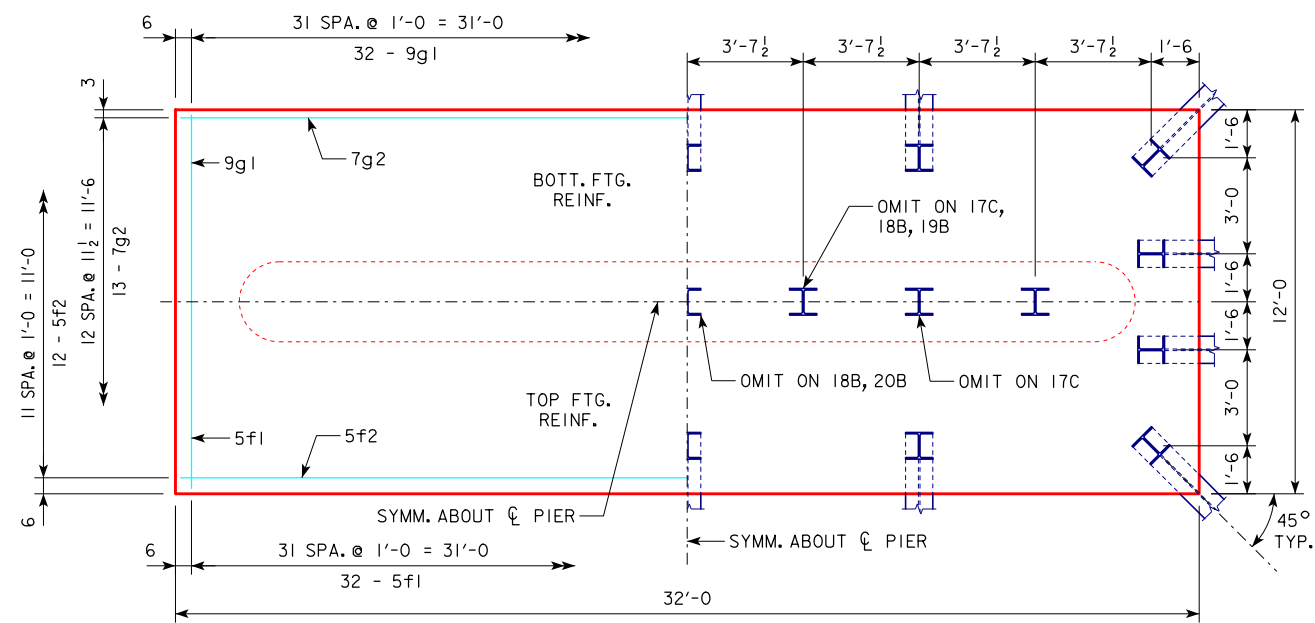 6
31 SPA. @ 1'-0 = 31'-0
32 - 9g1
3'-7½
3'-7½
3'-7½
3'-7½
1'-6
3
12 SPA. @ 11½ = 11'-6
13 - 7g2
11 SPA. @ 1'-0 = 11'-0
12 - 5f2
6
9g1
7g2
BOTT. FTG.
REINF.
OMIT ON 17C,
18B, 19B
1'-6
3'-0
1'-6
1'-6
3'-0
1'-6
12'-0
OMIT ON 18B, 20B
OMIT ON 17C
TOP FTG.
REINF.
5f1
5f2
SYMM. ABOUT ℄ PIER
SYMM. ABOUT ℄ PIER
45°
TYP.
6
31 SPA. @ 1'-0 = 31'-0
32 - 5f1
32'-0